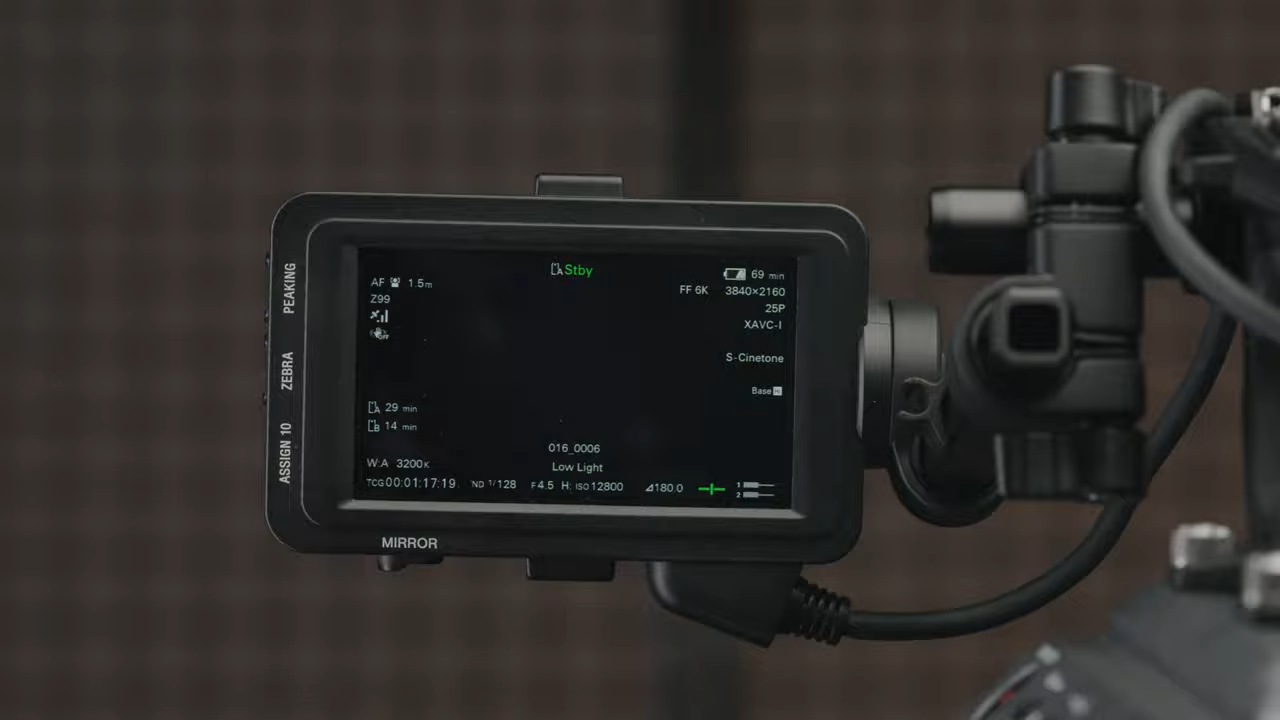 Stby
AF 1.5m
69 min
Z99
FF 6K 3840×2160
25P
XAVC-I
S-Cinetone
Base H
A 29 min
B 14 min
016_0006
Low Light
W:A 3200K
TCG 00:01:17:19 ND 1/128 F4.5 H: ISO 12800 ⊿180.0
1
2
PEAKING
ZEBRA
ASSIGN 10
MIRROR